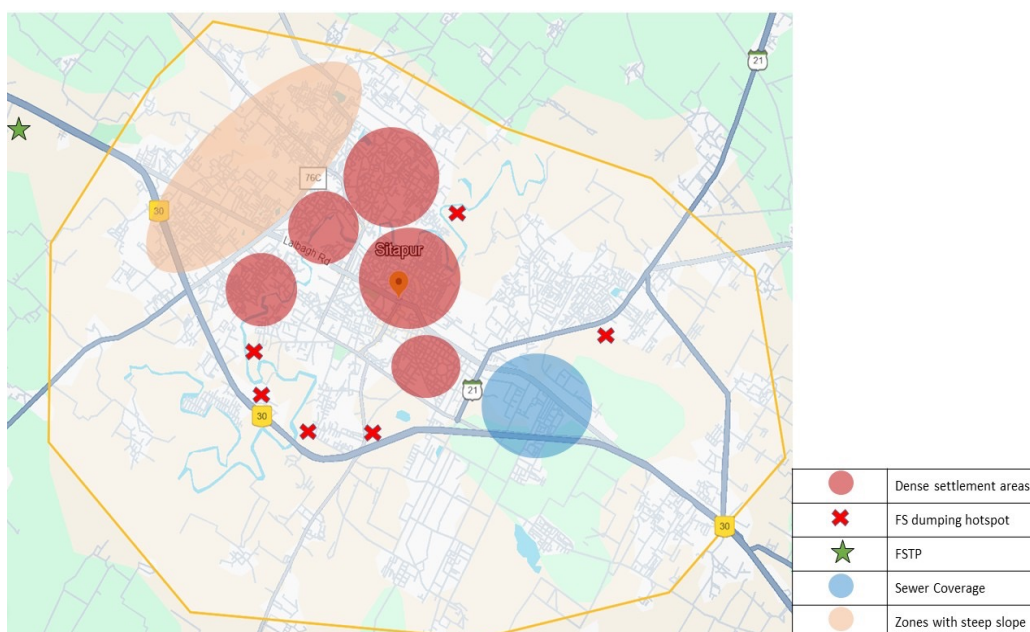 21
76C
30
Lalbagh Rd
Sitapur
21
30
30
Dense settlement areas
FS dumping hotspot
FSTP
Sewer Coverage
Zones with steep slope